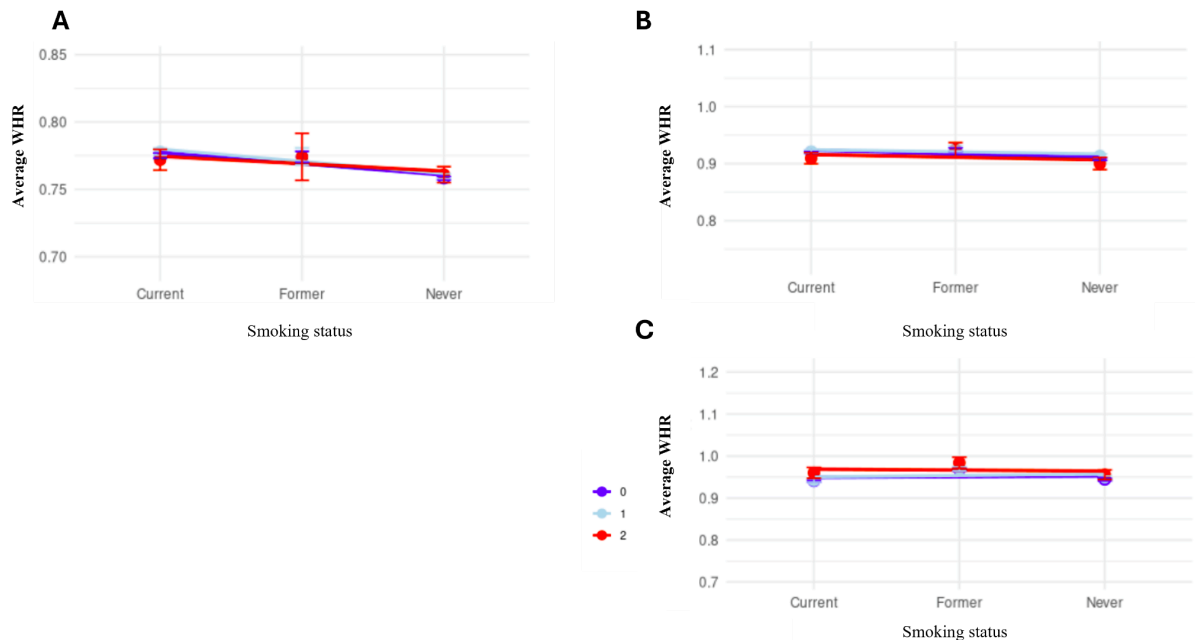 A
0.85
0.80
0.75
0.70
Average WHR
Current Former Never
Smoking status
B
1.1
1.0
0.9
0.8
Average WHR
Current Former Never
Smoking status
C
1.2
1.1
1.0
0.9
0.8
0.7
Average WHR
Current Former Never
Smoking status
0
1
2